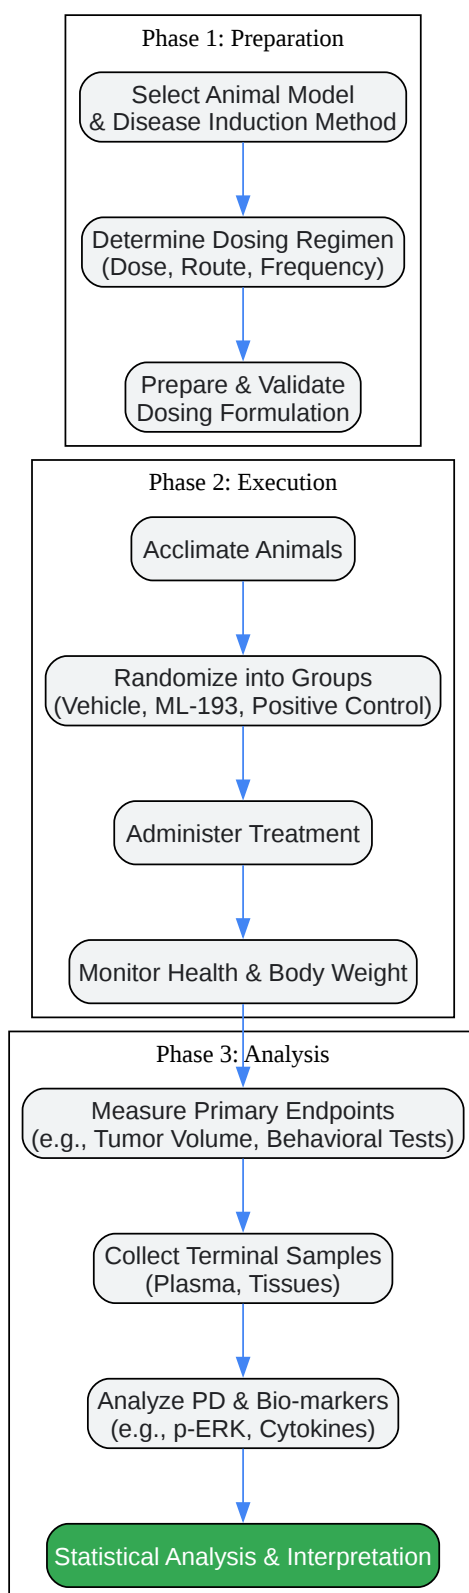 Phase 1: Preparation
Select Animal Model
& Disease Induction Method
Determine Dosing Regimen
(Dose, Route, Frequency)
Prepare & Validate
Dosing Formulation
Phase 2: Execution
Acclimate Animals
Randomize into Groups
(Vehicle, ML-193, Positive Control)
Administer Treatment
Monitor Health & Body Weight
Phase 3: Analysis
Measure Primary Endpoints
(e.g., Tumor Volume, Behavioral Tests)
Collect Terminal Samples
(Plasma, Tissues)
Analyze PD & Bio-markers
(e.g., p-ERK, Cytokines)
Statistical Analysis & Interpretation